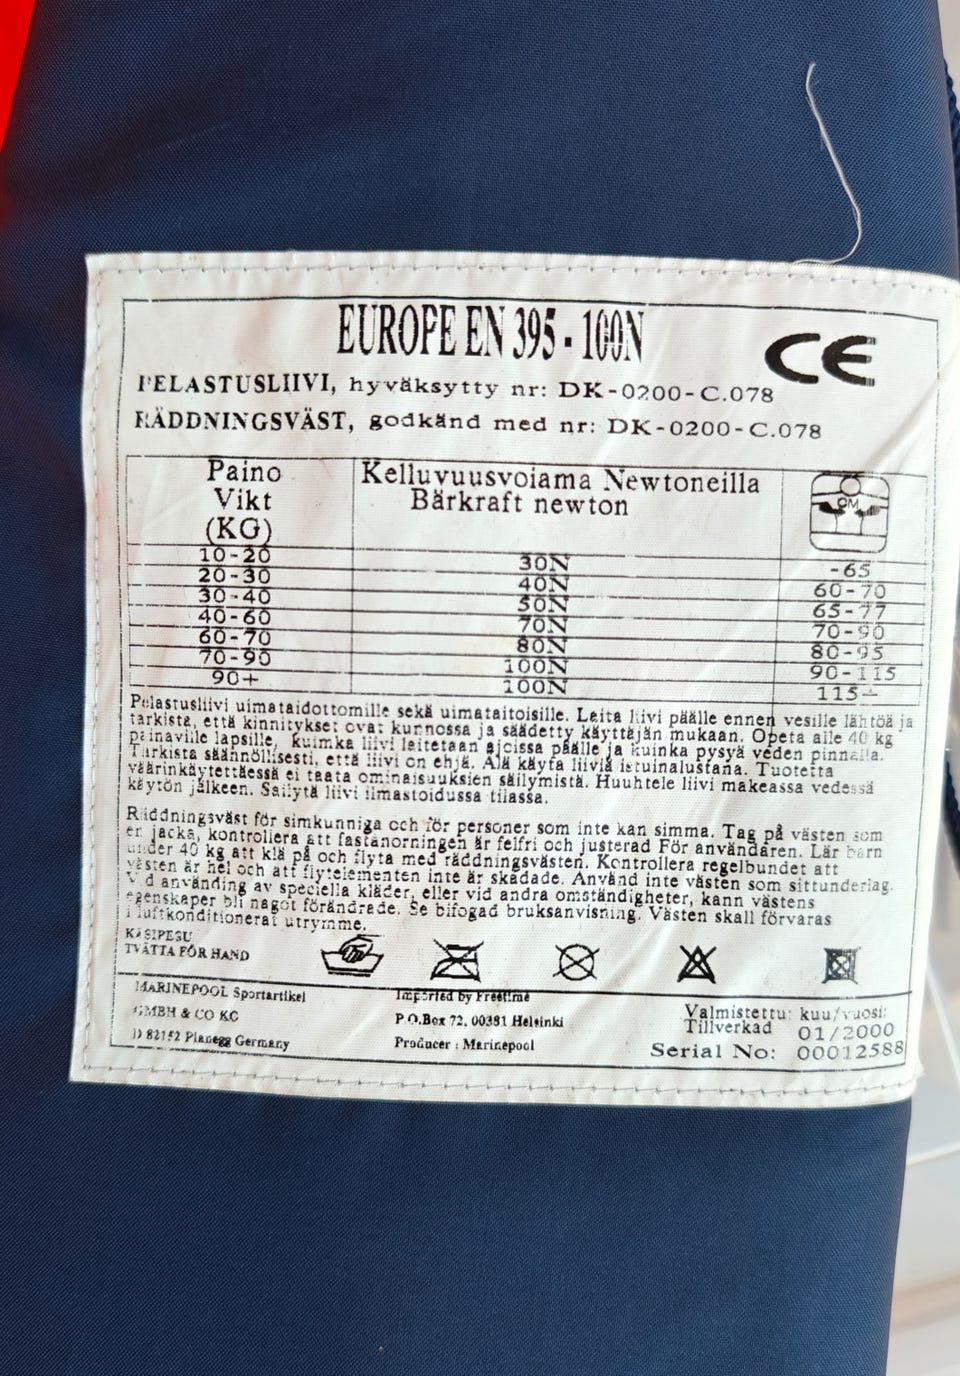 EUROPE EN 395 - 100N
CE
PELASTUSLIIVI, hyväksytty nr: DK-0200-C.078
RÄDDNINGSVÄST, godkänd med nr: DK-0200-C.078
Paino
Vikt
(KG)
Kelluvuusvoiama Newtoneilla
Bärkraft newton
CM
10-20 30N -65
20-30 40N 60-70
30-40 50N 65-77
40-60 70N 70-90
60-70 80N 80-95
70-90 100N 90-115
90+ 100N 115+
Pelastusliivi uimataidottomille sekä uimataitoisille. Laita liivi päälle ennen vesille lähtöä ja
tarkista, että kinnitykset ovat kunnossa ja säädetty käyttäjän mukaan. Opeta alle 40 kg
painaville lapsille, kuimka liivi laitetaan ajoissa päälle ja kuinka pysyä veden pinnalla.
Tarkista säännöllisesti, että liivi on ehjä. Älä käytä liiviä istuinalustana. Tuotetta
väärinkäytettäessä ei taata ominaisuuksien säilymistä. Huuhtele liivi makeassa vedessä
käytön jälkeen. Säilytä liivi ilmastoidussa tilassa.
Räddningsväst för simkunniga och för personer som inte kan simma. Tag på västen som
en jacka, kontrollera att fastanorningen är felfri och justerad För användaren. Lär barn
under 40 kg att klä på och flyta med räddningsvästen. Kontrollera regelbundet att
västen är hel och att flytelementen inte är skadade. Använd inte västen som sittunderlag.
Vid använding av speciella kläder, eller vid andra omständigheter, kann västens
egenskaper bli något förändrade. Se bifogad bruksanvisning. Västen skall förvaras
i luftkonditionerat utrymme.
KÄSIPESU
TVÄTTA FÖR HAND
MARINEPOOL Sportartikel
GMBH & CO KG
D 82152 Planegg Germany
Imported by Freetime
P.O.Box 72, 00381 Helsinki
Producer : Marinepool
Valmistettu: kuu/vuosi:
Tillverkad 01/2000
Serial No: 00012588